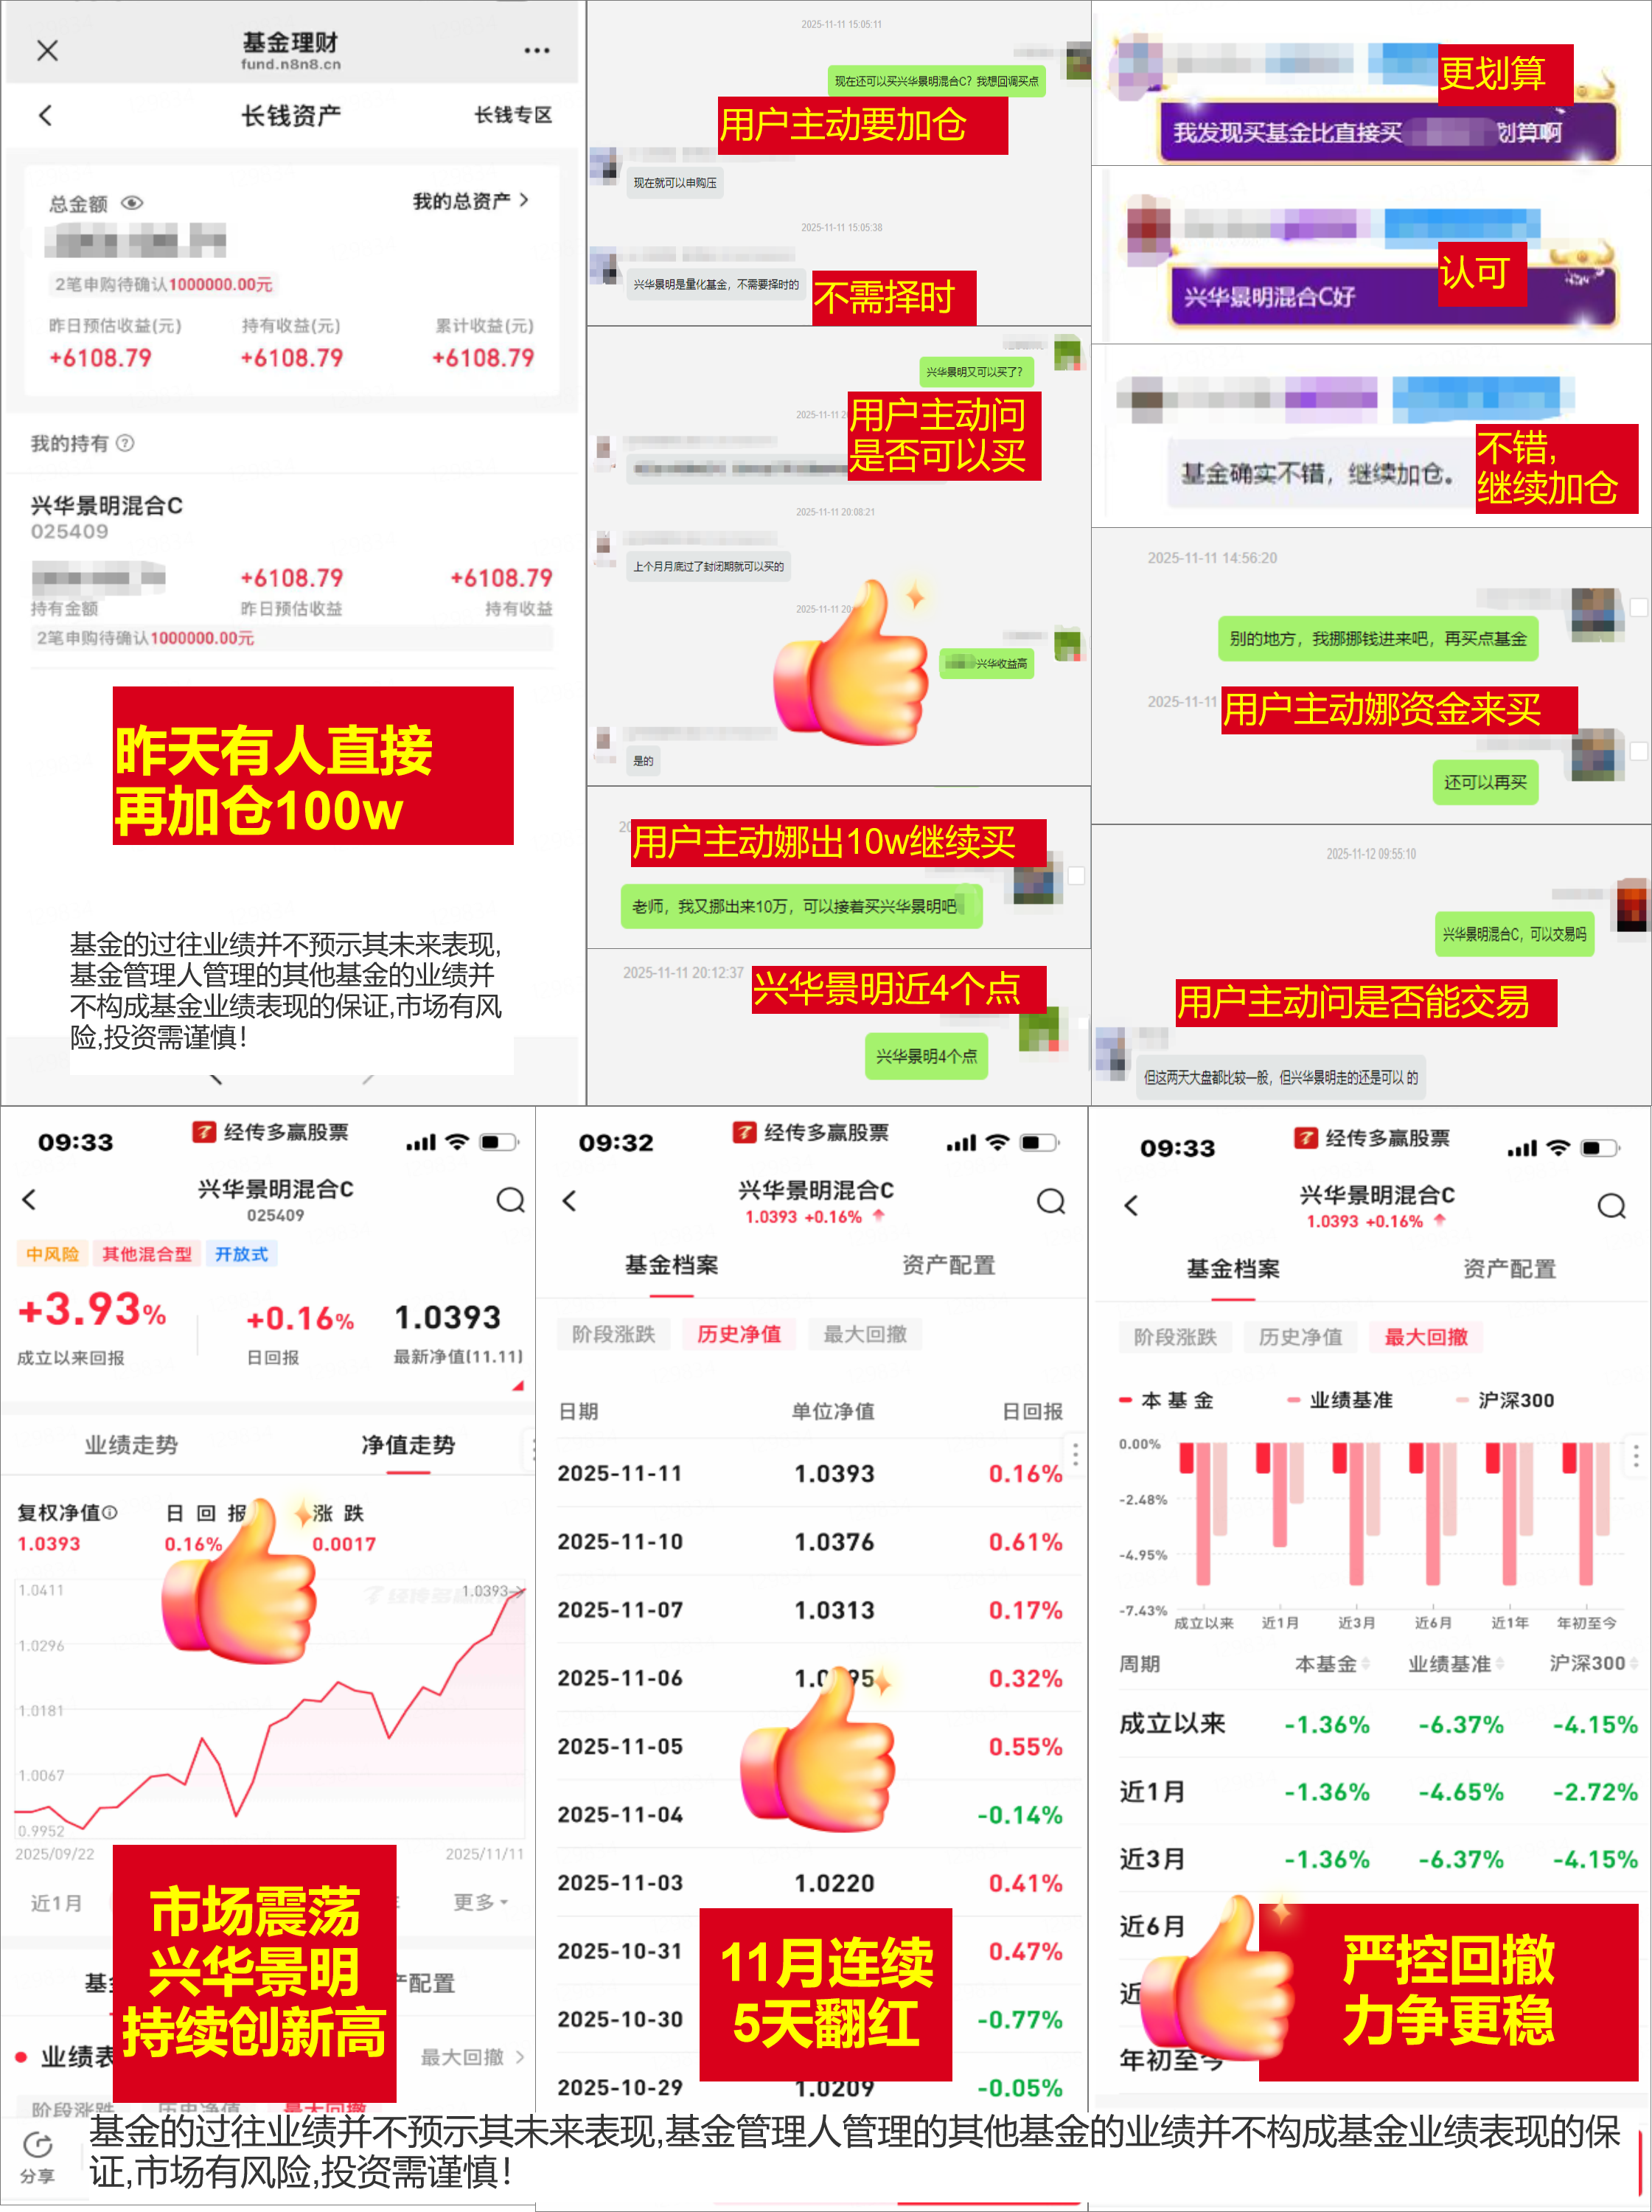 基金理财
fund.n8n8.cn
长钱资产
长钱专区
总金额
我的总资产
2笔申购待确认1000000.00元
昨日预估收益(元)
持有收益(元)
累计收益(元)
+6108.79
+6108.79
+6108.79
我的持有
兴华景明混合C
025409
+6108.79
+6108.79
持有金额
昨日预估收益
持有收益
2笔申购待确认1000000.00元
昨天有人直接
再加仓100w
基金的过往业绩并不预示其未来表现,
基金管理人管理的其他基金的业绩并
不构成基金业绩表现的保证,市场有风
险,投资需谨慎!
2025-11-11 15:05:11
现在还可以买兴华景明混合C? 我想回调买点
用户主动要加仓
现在就可以申购压
2025-11-11 15:05:38
兴华景明是量化基金，不需要择时的
不需择时
兴华景明又可以买了?
2025-11-11 2
用户主动问
是否可以买
2025-11-11 20:08:21
上个月月底过了封闭期就可以买的
2025-11-11 20:
兴华收益高
是的
20
用户主动娜出10w继续买
老师，我又挪出来10万，可以接着买兴华景明吧
2025-11-11 20:12:37
兴华景明近4个点
兴华景明4个点
更划算
我发现买基金比直接买
划算啊
认可
兴华景明混合C好
不错,
继续加仓
基金确实不错，继续加仓。
2025-11-11 14:56:20
别的地方，我挪挪钱进来吧，再买点基金
2025-11-11
用户主动娜资金来买
还可以再买
2025-11-12 09:55:10
兴华景明混合C，可以交易吗
用户主动问是否能交易
但这两天大盘都比较一般，但兴华景明走的还是可以 的
09:33
经传多赢股票
兴华景明混合C
025409
中风险
其他混合型
开放式
+3.93%
+0.16%
1.0393
成立以来回报
日回报
最新净值(11.11)
业绩走势
净值走势
复权净值
日 回 报
涨 跌
1.0393
0.16%
0.0017
1.0411
经传多赢
1.0393
1.0296
1.0181
1.0067
0.9952
2025/09/22
2025/11/11
近1月
更多
市场震荡
兴华景明
持续创新高
基
产配置
业绩表
最大回撤
阶段涨跌
历史净值
最大回撤
分享
09:32
经传多赢股票
兴华景明混合C
1.0393 +0.16%
基金档案
资产配置
阶段涨跌
历史净值
最大回撤
日期
单位净值
日回报
2025-11-11
1.0393
0.16%
2025-11-10
1.0376
0.61%
2025-11-07
1.0313
0.17%
2025-11-06
1.0 95
0.32%
2025-11-05
0.55%
2025-11-04
-0.14%
2025-11-03
1.0220
0.41%
2025-10-31
0.47%
2025-10-30
-0.77%
2025-10-29
1.0209
-0.05%
11月连续
5天翻红
09:33
经传多赢股票
兴华景明混合C
1.0393 +0.16%
基金档案
资产配置
阶段涨跌
历史净值
最大回撤
本 基 金
业绩基准
沪深300
0.00%
-2.48%
-4.95%
-7.43%
成立以来
近1月
近3月
近6月
近1年
年初至今
周期
本基金
业绩基准
沪深300
成立以来
-1.36%
-6.37%
-4.15%
近1月
-1.36%
-4.65%
-2.72%
近3月
-1.36%
-6.37%
-4.15%
近6月
近
年初至今
严控回撤
力争更稳
基金的过往业绩并不预示其未来表现,基金管理人管理的其他基金的业绩并不构成基金业绩表现的保
证,市场有风险,投资需谨慎!